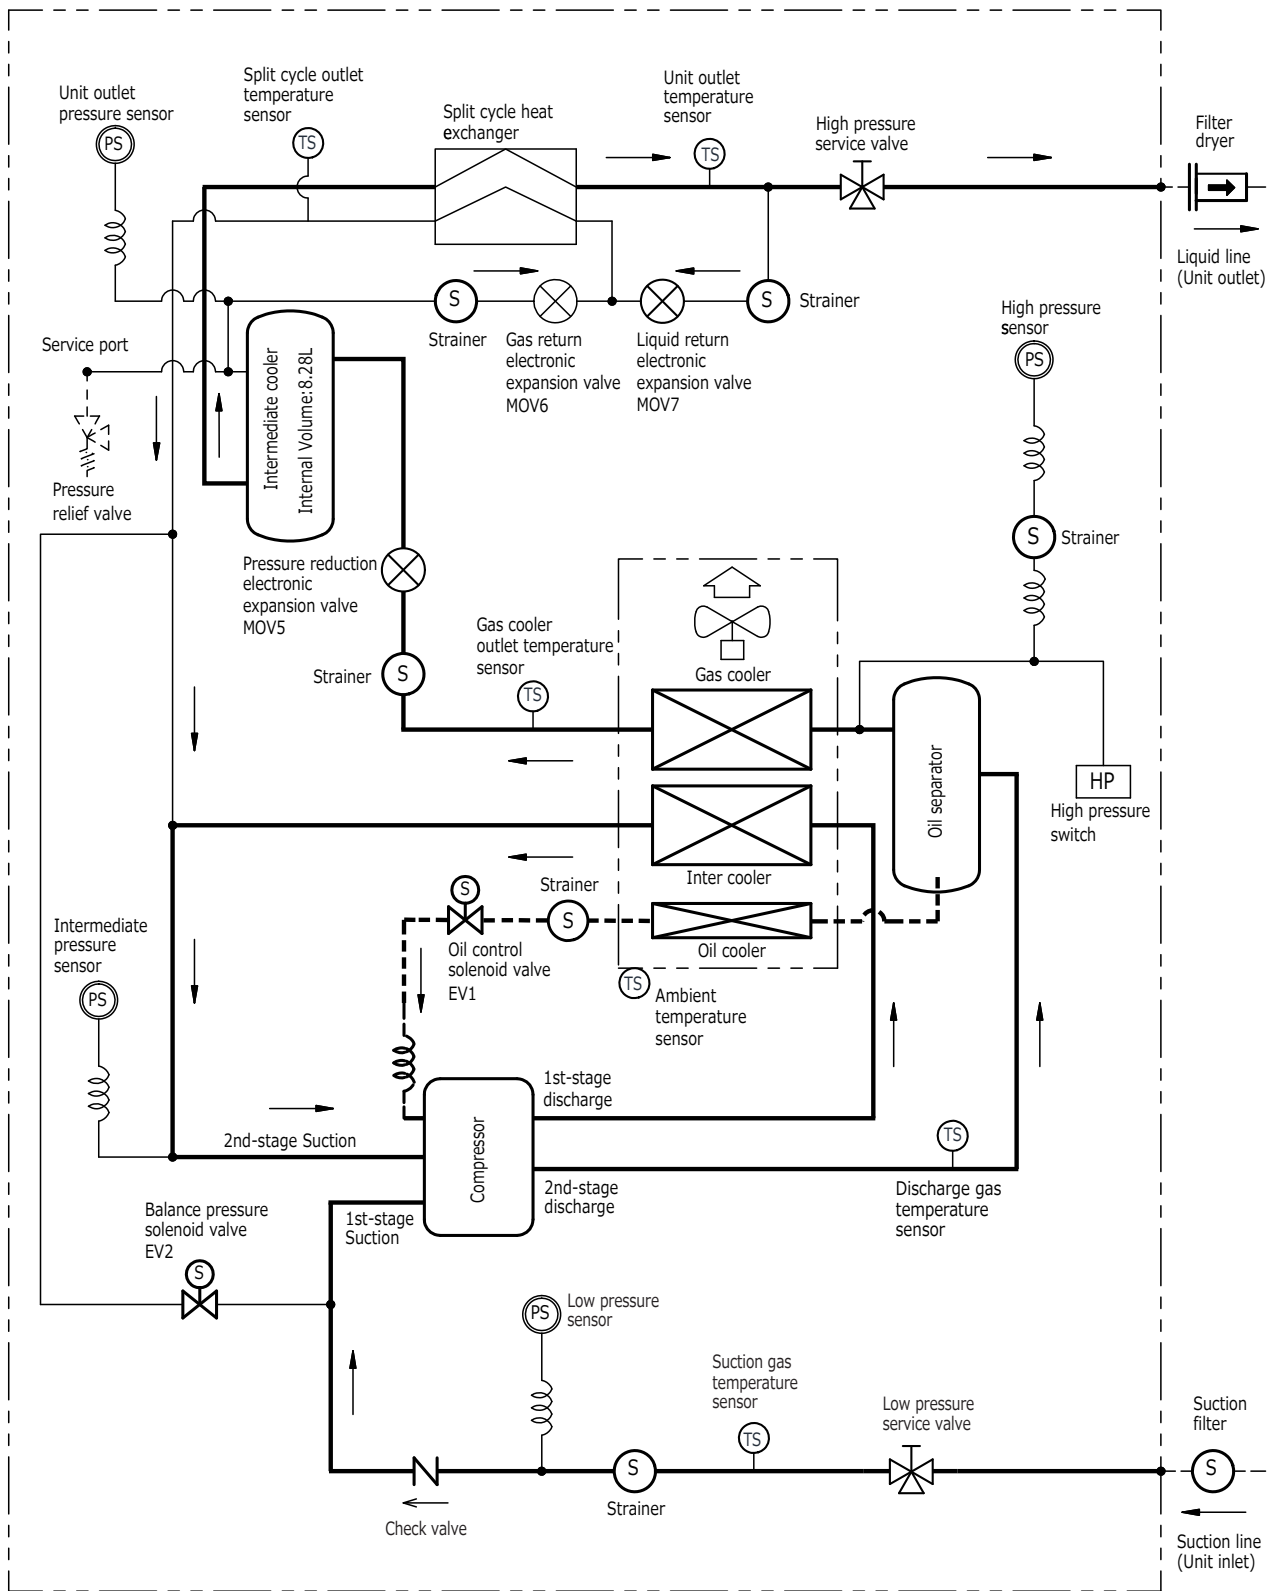 Unit outlet
pressure sensor
PS
Split cycle outlet
temperature
sensor
TS
Split cycle heat
exchanger
Unit outlet
temperature
sensor
TS
High pressure
service valve
Filter
dryer
Liquid line
(Unit outlet)
S
Strainer
Gas return
electronic
expansion valve
MOV6
Liquid return
electronic
expansion valve
MOV7
S
Strainer
High pressure
sensor
PS
S
Strainer
Service port
Pressure
relief valve
Intermediate cooler
Internal Volume:8.28L
Pressure reduction
electronic
expansion valve
MOV5
Strainer
S
Gas cooler
outlet temperature
sensor
TS
Gas cooler
Inter cooler
Oil cooler
Oil separator
HP
High pressure
switch
S
Oil control
solenoid valve
EV1
Strainer
S
TS
Ambient
temperature
sensor
Intermediate
pressure
sensor
PS
1st-stage
discharge
2nd-stage Suction
Compressor
2nd-stage
discharge
1st-stage
Suction
TS
Discharge gas
temperature
sensor
Balance pressure
solenoid valve
EV2
S
PS
Low pressure
sensor
Suction gas
temperature
sensor
TS
Low pressure
service valve
Suction
filter
S
Suction line
(Unit inlet)
S
Strainer
Check valve